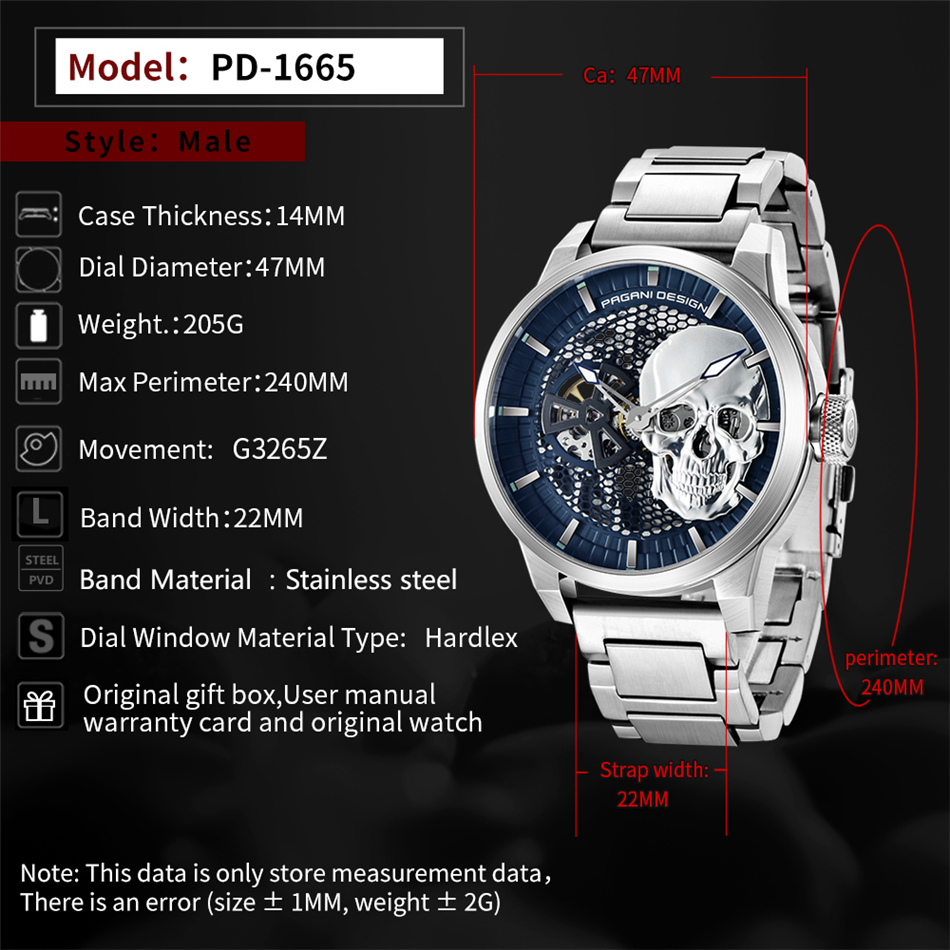 Model: PD-1665
Ca: 47MM
Style: Male
Case Thickness:14MM
Dial Diameter:47MM
Weight.:205G
Max Perimeter:240MM
Movement: G3265Z
L
Band Width:22MM
STEEL
PVD
Band Material : Stainless steel
S
Dial Window Material Type: Hardlex
Original gift box,User manual
warranty card and original watch
PAGANI DESIGN
perimeter:
240MM
Strap width:
22MM
Note: This data is only store measurement data,
There is an error (size ± 1MM, weight ± 2G)